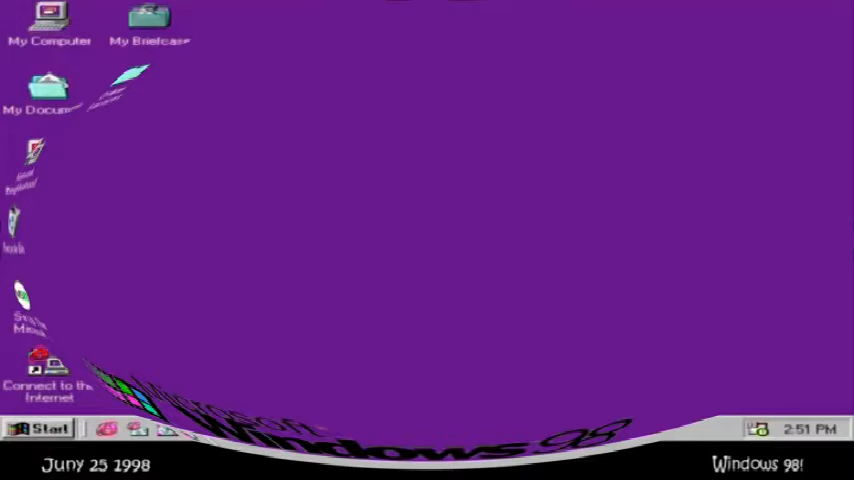 My Computer
My Briefcase
My Docum
Connect to the
Internet
Microsoft
Windows 98
Start
2:51 PM
Juny 25 1998
Windows 98!